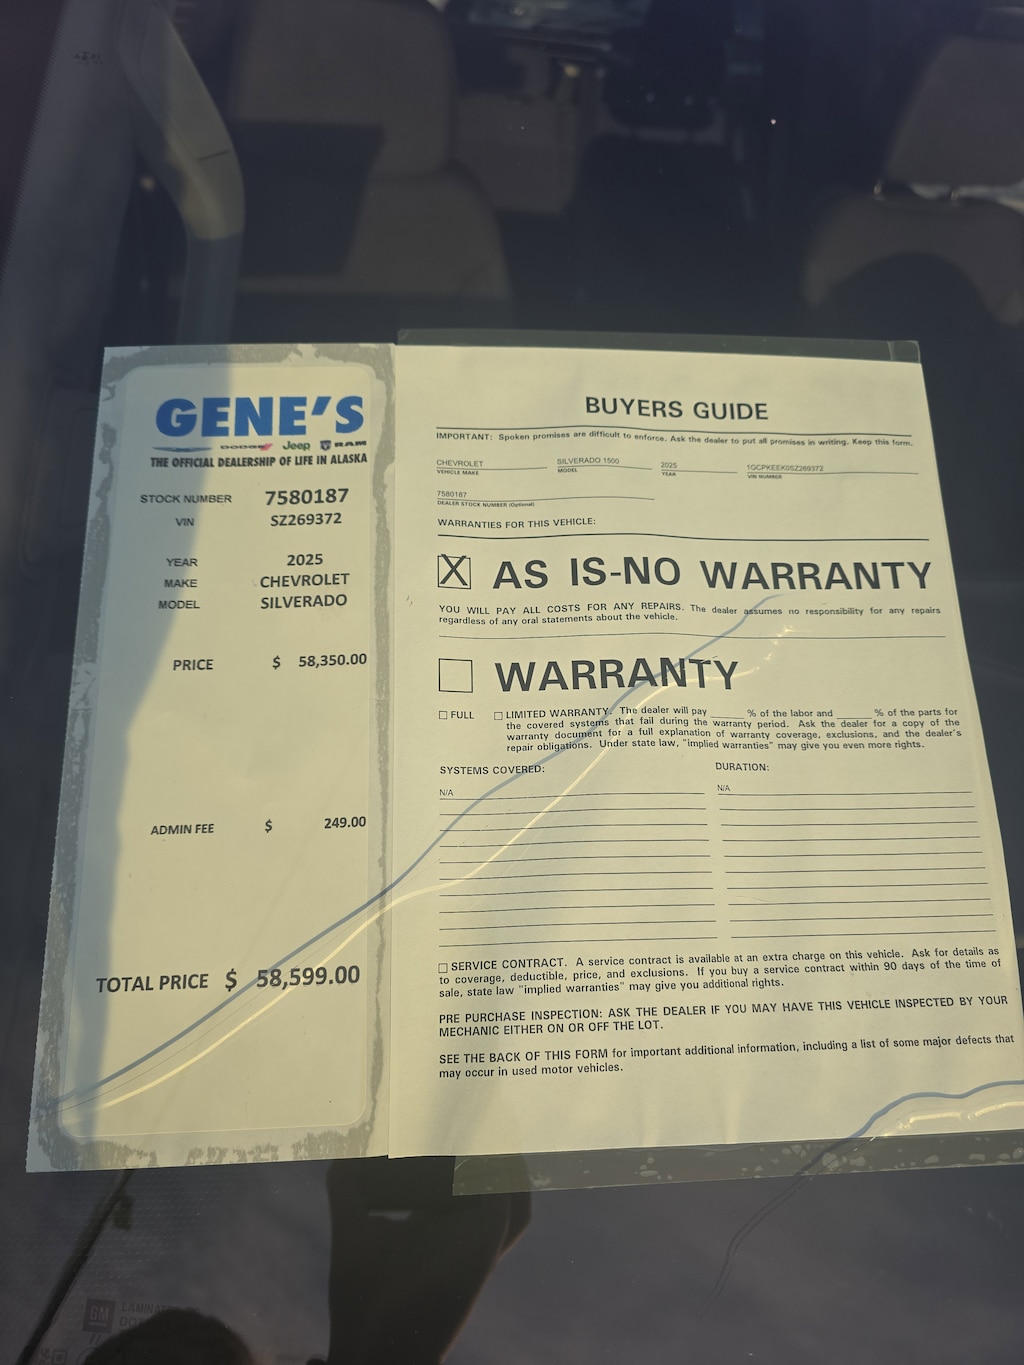 GENE'S
DODGE Jeep RAM
THE OFFICIAL DEALERSHIP OF LIFE IN ALASKA
STOCK NUMBER 7580187
VIN SZ269372
YEAR 2025
MAKE CHEVROLET
MODEL SILVERADO
PRICE $ 58,350.00
ADMIN FEE $ 249.00
TOTAL PRICE $ 58,599.00
BUYERS GUIDE
IMPORTANT: Spoken promises are difficult to enforce. Ask the dealer to put all promises in writing. Keep this form.
CHEVROLET SILVERADO 1500 2025 1GCPKEEK0SZ269372
VEHICLE MAKE MODEL YEAR VIN NUMBER
7580187
DEALER STOCK NUMBER (Optional)
WARRANTIES FOR THIS VEHICLE:
X AS IS-NO WARRANTY
YOU WILL PAY ALL COSTS FOR ANY REPAIRS. The dealer assumes no responsibility for any repairs
regardless of any oral statements about the vehicle.
WARRANTY
FULL LIMITED WARRANTY. The dealer will pay _____ % of the labor and _____ % of the parts for
the covered systems that fail during the warranty period. Ask the dealer for a copy of the
warranty document for a full explanation of warranty coverage, exclusions, and the dealer's
repair obligations. Under state law, "implied warranties" may give you even more rights.
SYSTEMS COVERED: DURATION:
N/A N/A
SERVICE CONTRACT. A service contract is available at an extra charge on this vehicle. Ask for details as
to coverage, deductible, price, and exclusions. If you buy a service contract within 90 days of the time of
sale, state law "implied warranties" may give you additional rights.
PRE PURCHASE INSPECTION: ASK THE DEALER IF YOU MAY HAVE THIS VEHICLE INSPECTED BY YOUR
MECHANIC EITHER ON OR OFF THE LOT.
SEE THE BACK OF THIS FORM for important additional information, including a list of some major defects that
may occur in used motor vehicles.
GM